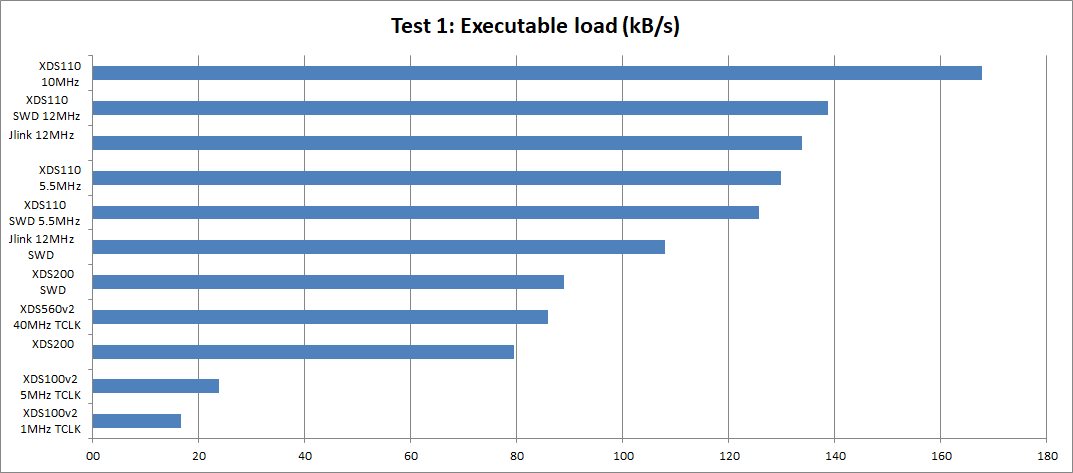 Test 1: Executable load (kB/s)
XDS110
10MHz
XDS110
SWD 12MHz
Jlink 12MHz
XDS110
5.5MHz
XDS110
SWD 5.5MHz
Jlink 12MHz
SWD
XDS200
SWD
XDS560v2
40MHz TCLK
XDS200
XDS100v2
5MHz TCLK
XDS100v2
1MHz TCLK
00 20 40 60 80 100 120 140 160 180